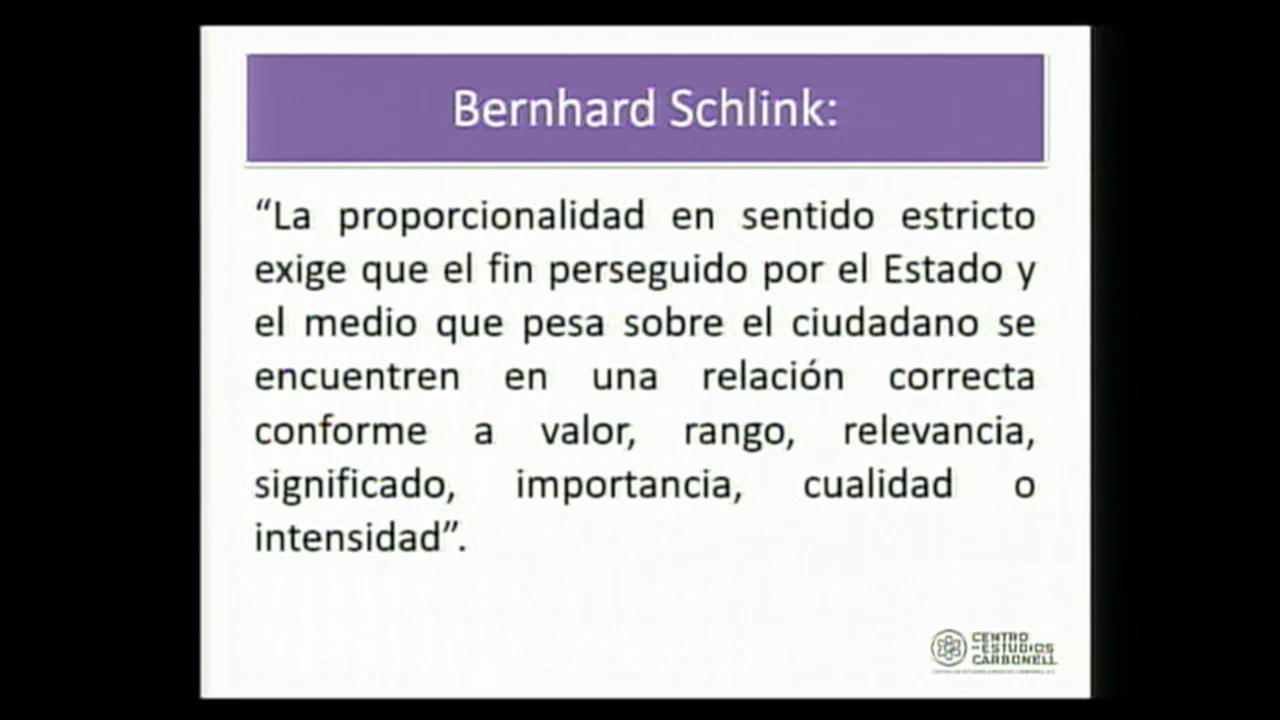 Bernhard Schlink:
“La proporcionalidad en sentido estricto
exige que el fin perseguido por el Estado y
el medio que pesa sobre el ciudadano se
encuentren en una relación correcta
conforme a valor, rango, relevancia,
significado, importancia, cualidad o
intensidad”.
CENTRO
ESTUDIOS
CARBONELL